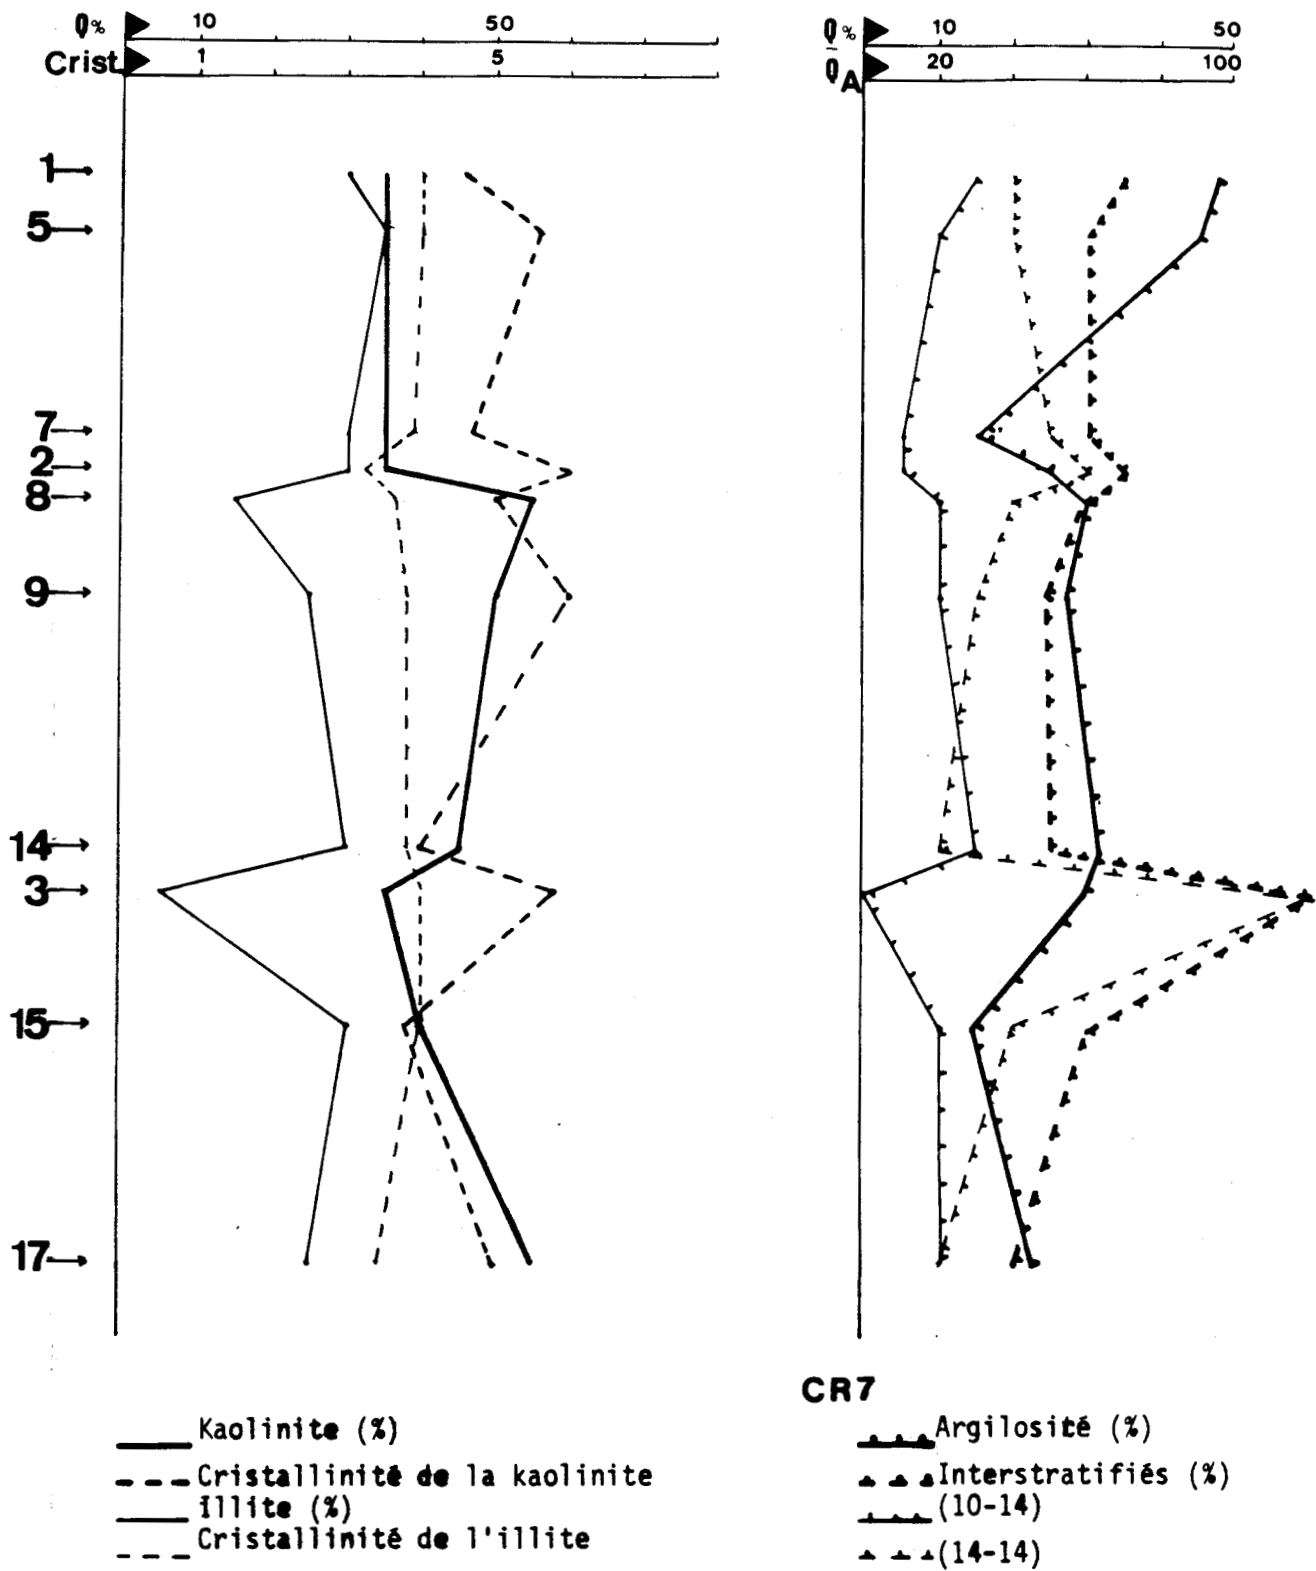 Q% 10 50
Crist 1 5
Q% 10 50
QA 20 100
1
5
7
2
8
9
14
3
15
17
CR7
Kaolinite (%)
Cristallinité de la kaolinite
Illite (%)
Cristallinité de l'illite
Argilosité (%)
Interstratifiés (%)
(10-14)
(14-14)